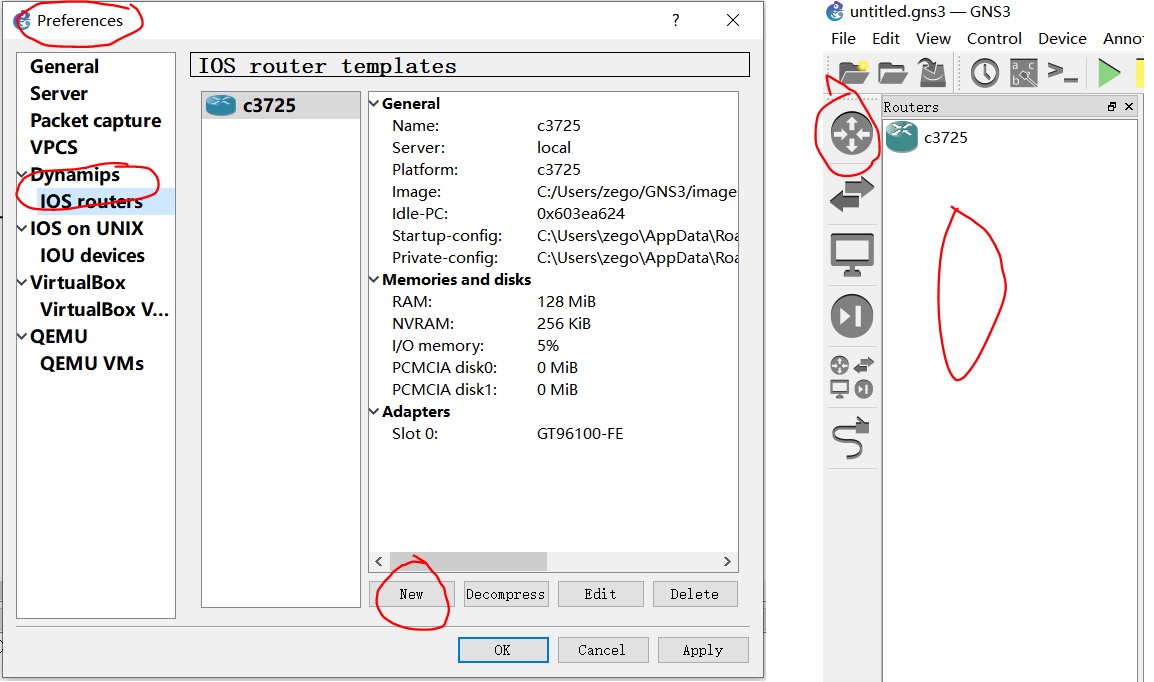 Preferences
?
General
Server
Packet capture
VPCS
Dynamips
IOS routers
IOS on UNIX
IOU devices
VirtualBox
VirtualBox V...
QEMU
QEMU VMs
IOS router templates
c3725
General
Name: c3725
Server: local
Platform: c3725
Image: C:/Users/zego/GNS3/image
Idle-PC: 0x603ea624
Startup-config: C:\Users\zego\AppData\Roa
Private-config: C:\Users\zego\AppData\Roa
Memories and disks
RAM: 128 MiB
NVRAM: 256 KiB
I/O memory: 5%
PCMCIA disk0: 0 MiB
PCMCIA disk1: 0 MiB
Adapters
Slot 0: GT96100-FE
New Decompress Edit Delete
OK Cancel Apply
untitled.gns3 — GNS3
File Edit View Control Device Anno
a c
b
Routers
c3725